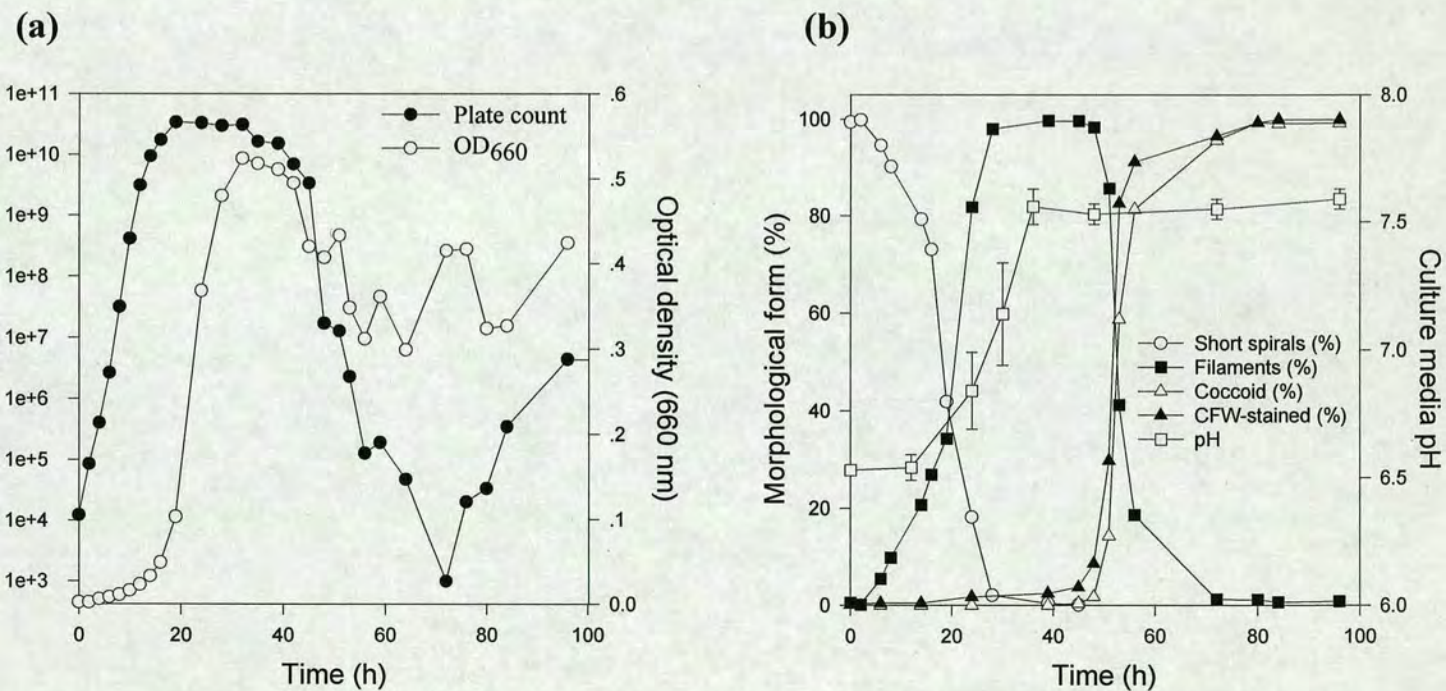 (a)
1e+11
1e+10
1e+9
1e+8
1e+7
1e+6
1e+5
1e+4
1e+3
Plate count
OD660
.6
.5
.4
.3
.2
.1
0.0
Optical density (660 nm)
0 20 40 60 80 100
Time (h)
(b)
100
80
60
40
20
0
Morphological form (%)
Short spirals (%)
Filaments (%)
Coccoid (%)
CFW-stained (%)
pH
8.0
7.5
7.0
6.5
6.0
Culture media pH
0 20 40 60 80 100
Time (h)